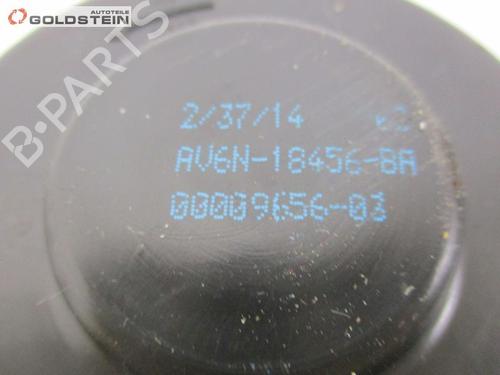 AUTOTEILE
GOLDSTEIN
B-PARTS
2/37/14
AV6N-18456-BA
00009656-03